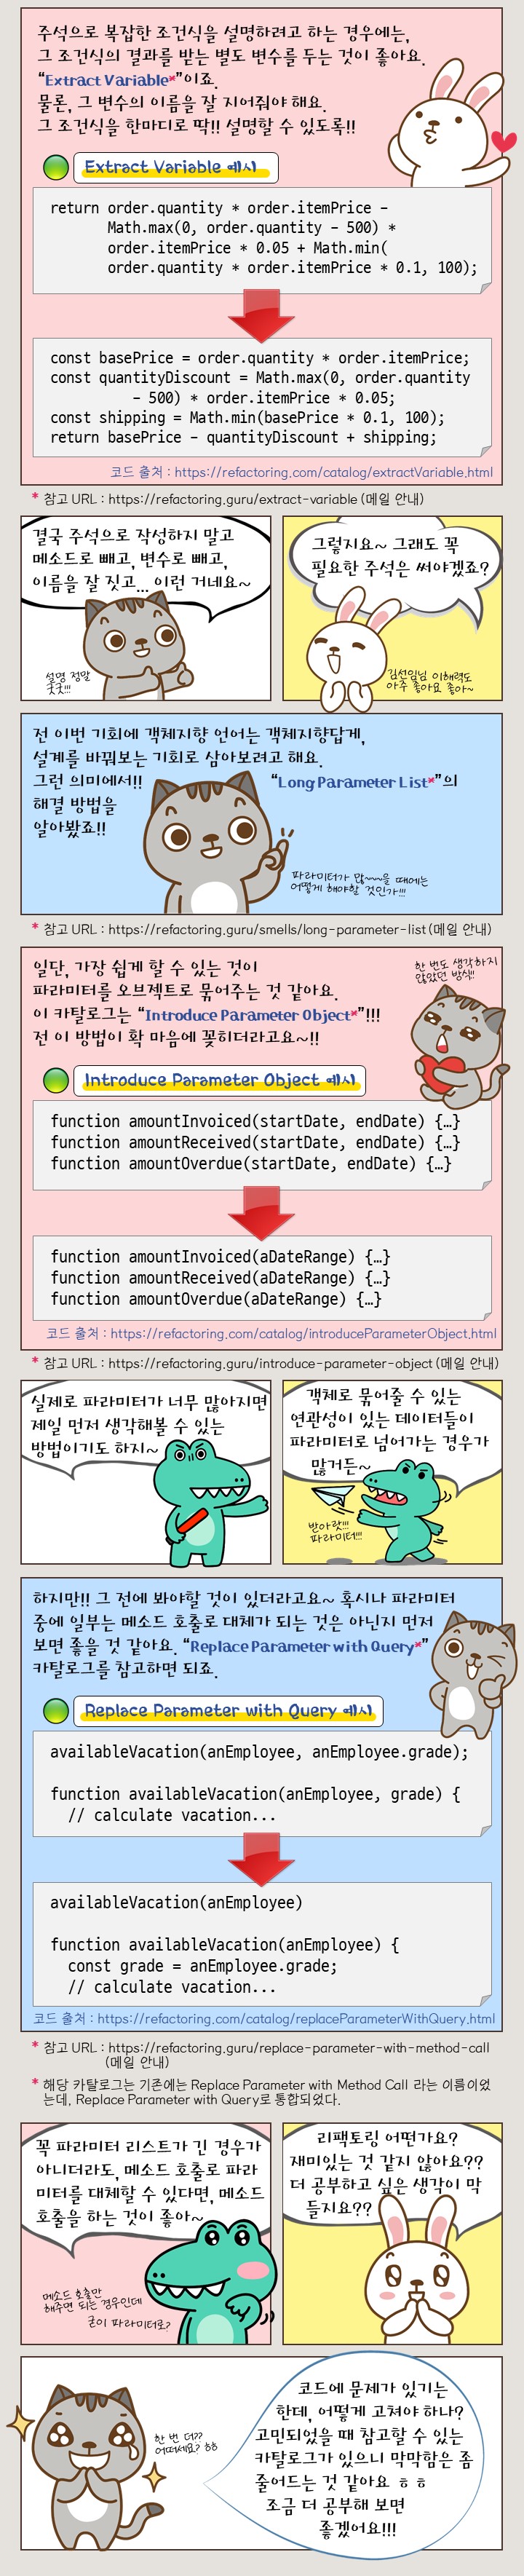 주석으로 복잡한 조건식을 설명하려고 하는 경우에는,
그 조건식의 결과를 받는 별도 변수를 두는 것이 좋아요.
“Extract Variable*”이죠.
물론, 그 변수의 이름을 잘 지어줘야 해요.
그 조건식을 한마디로 딱!! 설명할 수 있도록!!
Extract Variable 예시
return order.quantity * order.itemPrice -
Math.max(0, order.quantity - 500) *
order.itemPrice * 0.05 + Math.min(
order.quantity * order.itemPrice * 0.1, 100);
const basePrice = order.quantity * order.itemPrice;
const quantityDiscount = Math.max(0, order.quantity
- 500) * order.itemPrice * 0.05;
const shipping = Math.min(basePrice * 0.1, 100);
return basePrice - quantityDiscount + shipping;
코드 출처 : https://refactoring.com/catalog/extractVariable.html
* 참고 URL : https://refactoring.guru/extract-variable (메일 안내)
결국 주석으로 작성하지 말고
메소드로 빼고, 변수로 빼고,
이름을 잘 짓고... 이런 거네요~
설명 정말
굿굿!!!
그렇지요~ 그래도 꼭
필요한 주석은 써야겠죠?
김선임님 이해력도
아주 좋아요 좋아~
전 이번 기회에 객체지향 언어는 객체지향답게,
설계를 바꿔보는 기회로 삼아보려고 해요.
그런 의미에서!! “Long Parameter List*”의
해결 방법을
알아봤죠!!
파라미터가 많~~~을 때에는
어떻게 해야할 것인가!!!
* 참고 URL : https://refactoring.guru/smells/long-parameter-list (메일 안내)
일단, 가장 쉽게 할 수 있는 것이
파라미터를 오브젝트로 묶어주는 것 같아요.
이 카탈로그는 “Introduce Parameter Object*”!!!
전 이 방법이 확 마음에 꽂히더라고요~!!
한 번도 생각하지
않았던 방식!!
Introduce Parameter Object 예시
function amountInvoiced(startDate, endDate) {…}
function amountReceived(startDate, endDate) {…}
function amountOverdue(startDate, endDate) {…}
function amountInvoiced(aDateRange) {…}
function amountReceived(aDateRange) {…}
function amountOverdue(aDateRange) {…}
코드 출처 : https://refactoring.com/catalog/introduceParameterObject.html
* 참고 URL : https://refactoring.guru/introduce-parameter-object (메일 안내)
실제로 파라미터가 너무 많아지면
제일 먼저 생각해볼 수 있는
방법이기도 하지~
객체로 묶어줄 수 있는
연관성이 있는 데이터들이
파라미터로 넘어가는 경우가
많거든~
받아랏!!!
파라미터!!!
하지만!! 그 전에 봐야할 것이 있더라고요~ 혹시나 파라미터
중에 일부는 메소드 호출로 대체가 되는 것은 아닌지 먼저
보면 좋을 것 같아요. “Replace Parameter with Query*”
카탈로그를 참고하면 되죠.
Replace Parameter with Query 예시
availableVacation(anEmployee, anEmployee.grade);
function availableVacation(anEmployee, grade) {
// calculate vacation...
availableVacation(anEmployee)
function availableVacation(anEmployee) {
const grade = anEmployee.grade;
// calculate vacation...
코드 출처 : https://refactoring.com/catalog/replaceParameterWithQuery.html
* 참고 URL : https://refactoring.guru/replace-parameter-with-method-call
(메일 안내)
* 해당 카탈로그는 기존에는 Replace Parameter with Method Call 라는 이름이었
는데, Replace Parameter with Query로 통합되었다.
꼭 파라미터 리스트가 긴 경우가
아니더라도, 메소드 호출로 파라
미터를 대체할 수 있다면, 메소드
호출을 하는 것이 좋아~
메소드 호출만
해주면 되는 경우인데
굳이 파라미터로?
리팩토링 어떤가요?
재미있는 것 같지 않아요??
더 공부하고 싶은 생각이 막
들지요??
한 번 더??
어떠세요? ㅎㅎ
코드에 문제가 있기는
한데, 어떻게 고쳐야 하나?
고민되었을 때 참고할 수 있는
카탈로그가 있으니 막막함은 좀
줄어드는 것 같아요 ㅎㅎ
조금 더 공부해 보면
좋겠어요!!!